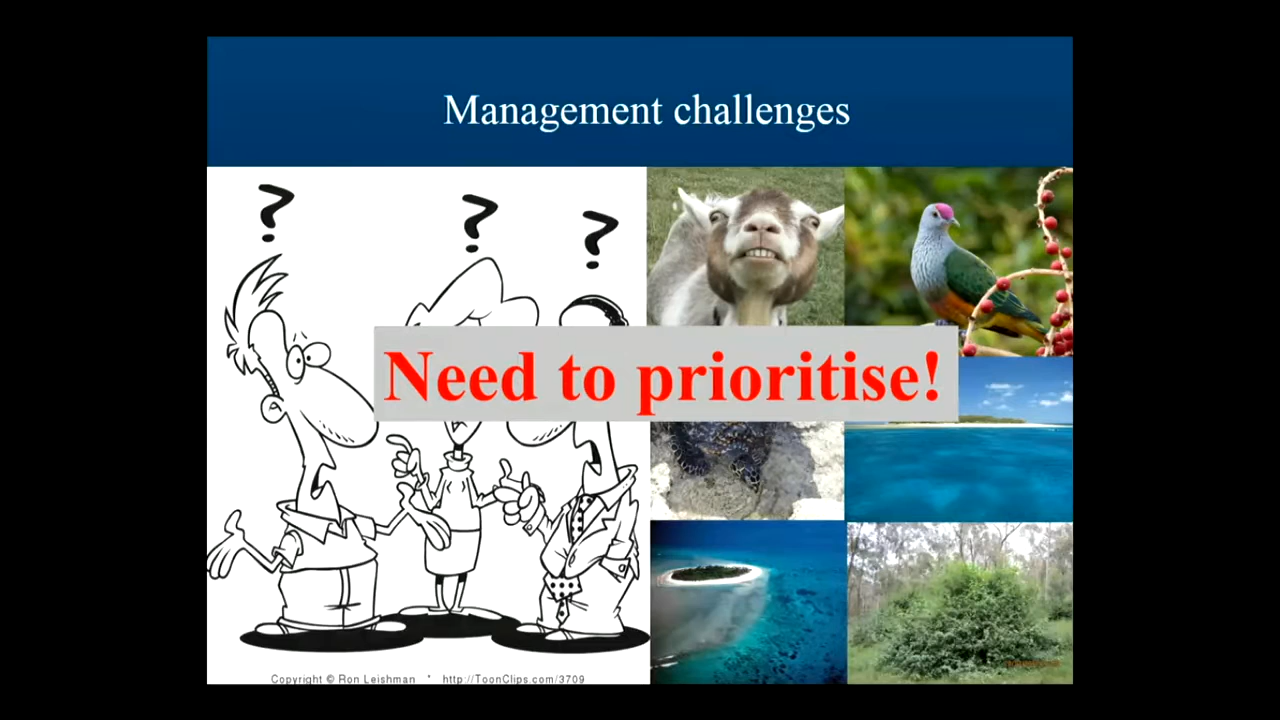 Management challenges
?
?
?
Need to prioritise!
Copyright © Ron Leishman * http://ToonClips.com/3709